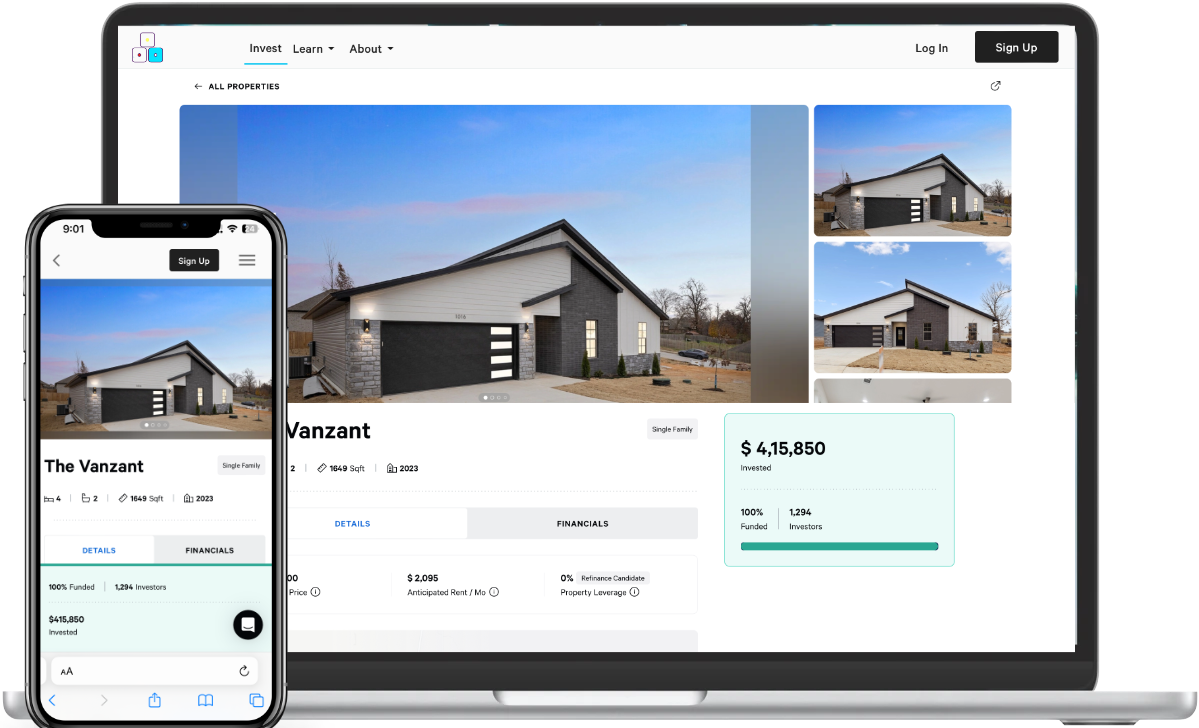 Invest Learn About Log In Sign Up
ALL PROPERTIES
1616
Vanzant Single Family
2 1649 Sqft 2023
DETAILS FINANCIALS
00 $ 2,095 0% Refinance Candidate
Price Anticipated Rent / Mo Property Leverage
$ 4,15,850
Invested
100% 1,294
Funded Investors
9:01 24
Sign Up
The Vanzant Single Family
4 2 1649 Sqft 2023
DETAILS FINANCIALS
100% Funded 1,294 Investors
$415,850
Invested
AA